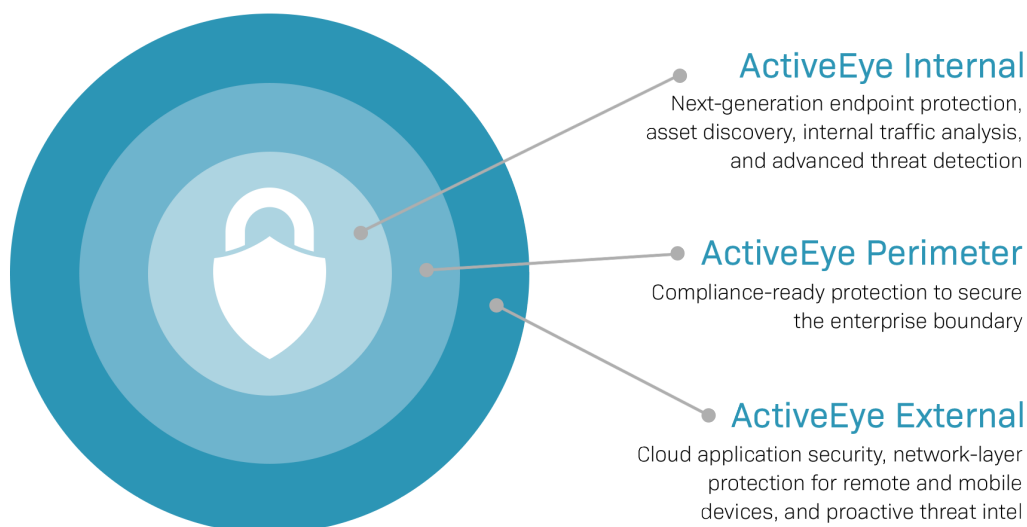 ActiveEye Internal
Next-generation endpoint protection,
asset discovery, internal traffic analysis,
and advanced threat detection
ActiveEye Perimeter
Compliance-ready protection to secure
the enterprise boundary
ActiveEye External
Cloud application security, network-layer
protection for remote and mobile
devices, and proactive threat intel